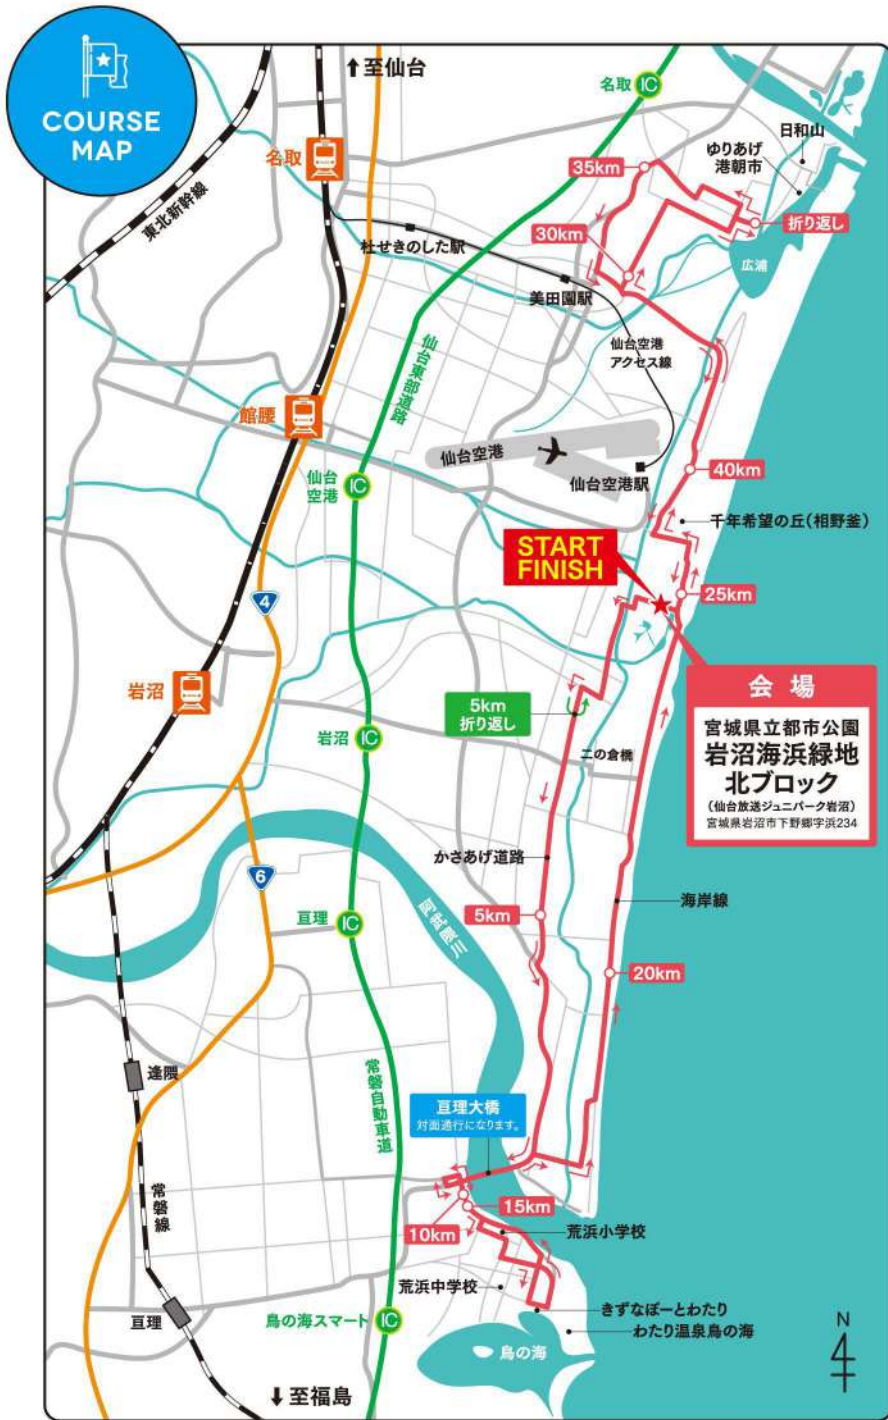 COURSE
MAP
↑至仙台
名取
IC
日和山
ゆりあげ
港朝市
35km
名取
東北新幹線
杜せきのした駅
30km
折り返し
広浦
美田園駅
仙台空港
アクセス線
仙台東部道路
館腰
仙台空港
仙台
空港
IC
仙台空港駅
40km
千年希望の丘(相野釜)
START
FINISH
25km
4
岩沼
5km
折り返し
会場
宮城県立都市公園
岩沼海浜緑地
北ブロック
(仙台放送ジュニパーク岩沼)
宮城県岩沼市下野郷字浜234
岩沼
IC
二の倉橋
かさあげ道路
6
亘理
IC
阿武隈川
5km
海岸線
20km
逢隈
常磐自動車道
亘理大橋
対面通行になります。
常磐線
15km
10km
荒浜小学校
荒浜中学校
亘理
鳥の海スマート
IC
きずなぽーとわたり
わたり温泉鳥の海
鳥の海
N
↓至福島